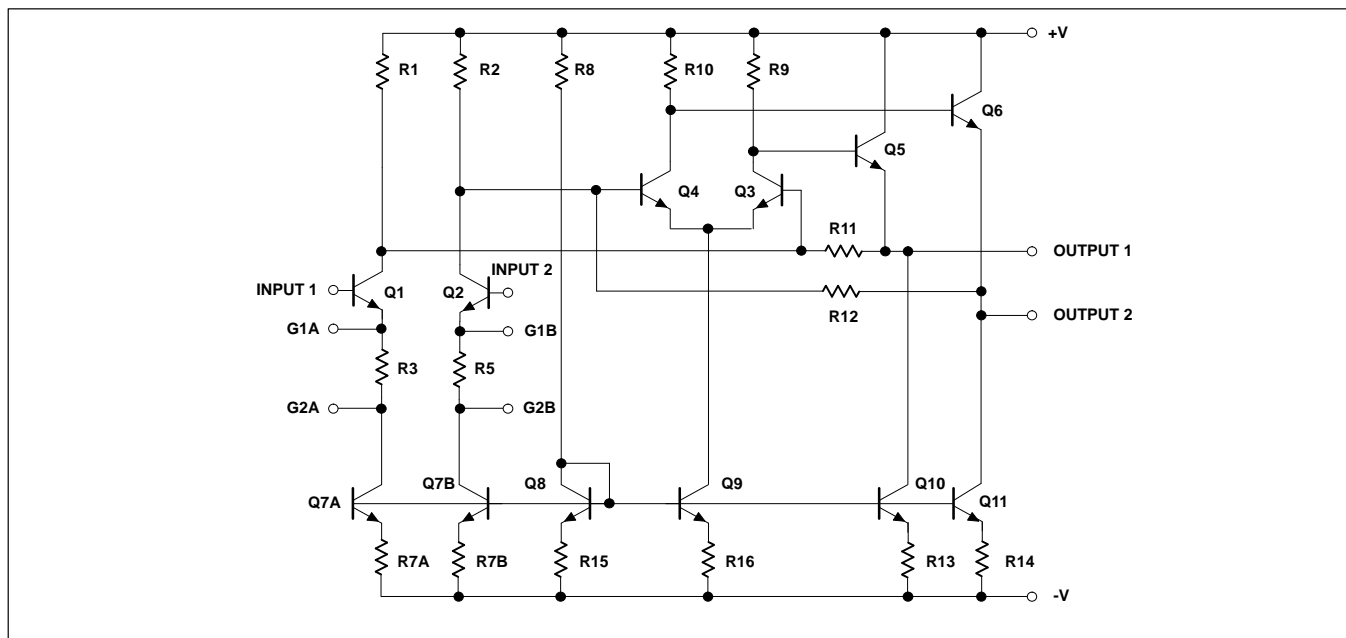 +V
R1 R2 R8 R10 R9
Q6
Q5
Q4 Q3
R11
OUTPUT 1
INPUT 2
INPUT 1 Q1 Q2
R12
OUTPUT 2
G1A G1B
R3 R5
G2A G2B
Q7B Q8 Q9 Q10
Q7A Q11
R7A R7B R15 R16 R13 R14
-V